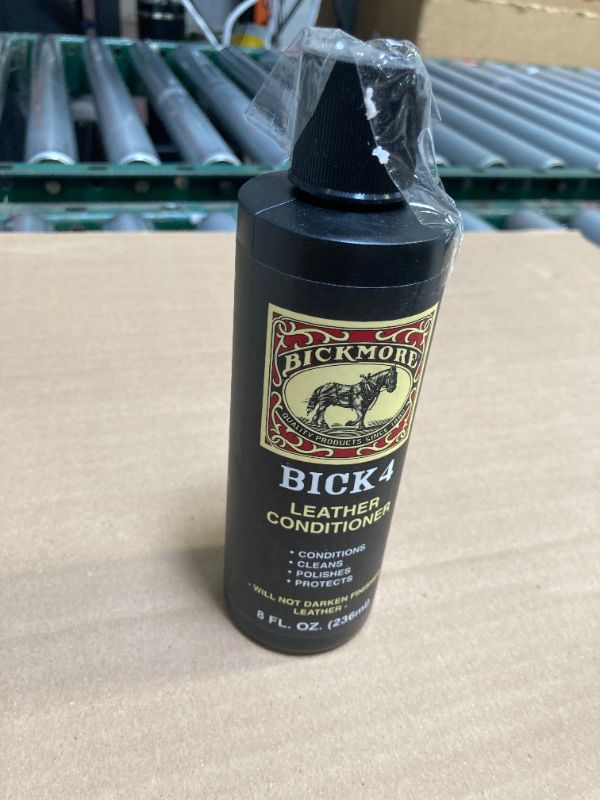 BICKMORE
QUALITY PRODUCTS SINCE 1882
BICK 4
LEATHER
CONDITIONER
• CONDITIONS
• CLEANS
• POLISHES
• PROTECTS
- WILL NOT DARKEN FINISHED
LEATHER -
8 FL. OZ. (236ml)